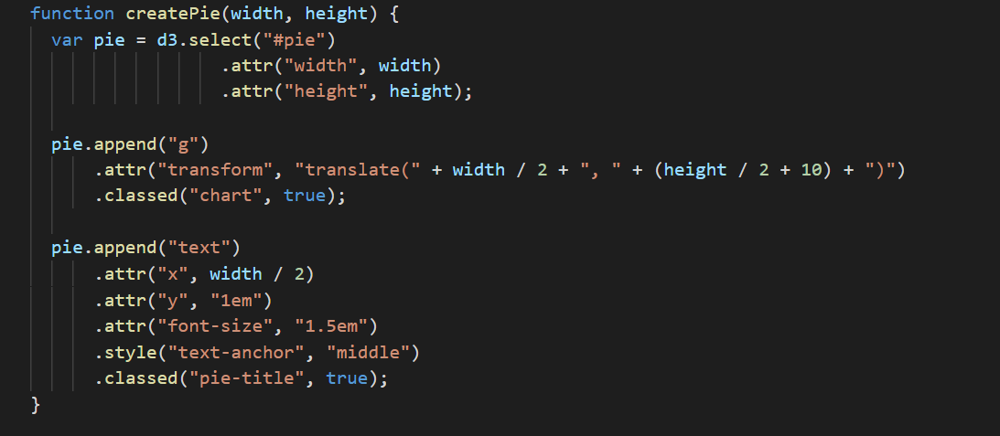 function createPie(width, height) {
  var pie = d3.select("#pie")
                  .attr("width", width)
                  .attr("height", height);

  pie.append("g")
      .attr("transform", "translate(" + width / 2 + ", " + (height / 2 + 10) + ")")
      .classed("chart", true);

  pie.append("text")
      .attr("x", width / 2)
      .attr("y", "1em")
      .attr("font-size", "1.5em")
      .style("text-anchor", "middle")
      .classed("pie-title", true);
}